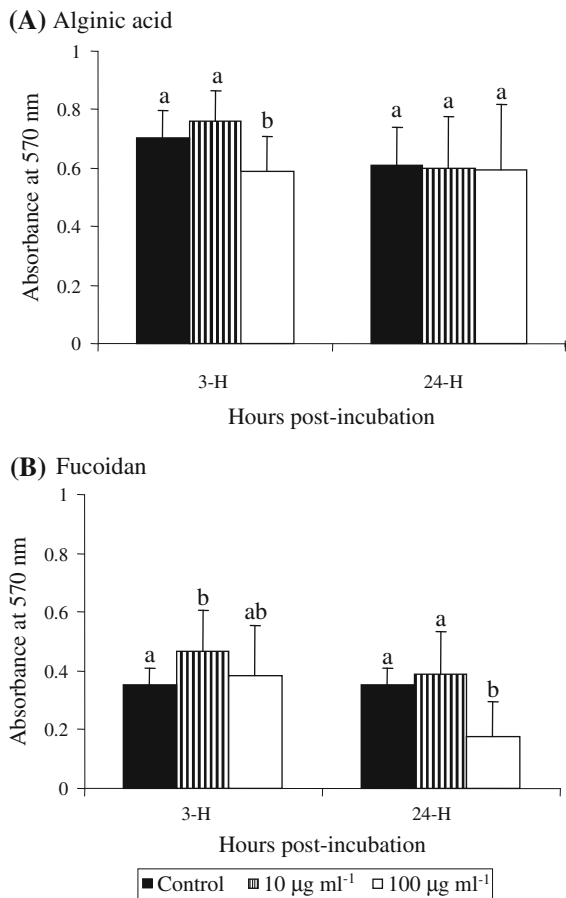 (A) Alginic acid
1
0.8
0.6
0.4
0.2
0
Absorbance at 570 nm
a a b a a a
3-H 24-H
Hours post-incubation
(B) Fucoidan
1
0.8
0.6
0.4
0.2
0
Absorbance at 570 nm
a b ab a a b
3-H 24-H
Hours post-incubation
Control 10 µg ml⁻¹ 100 µg ml⁻¹